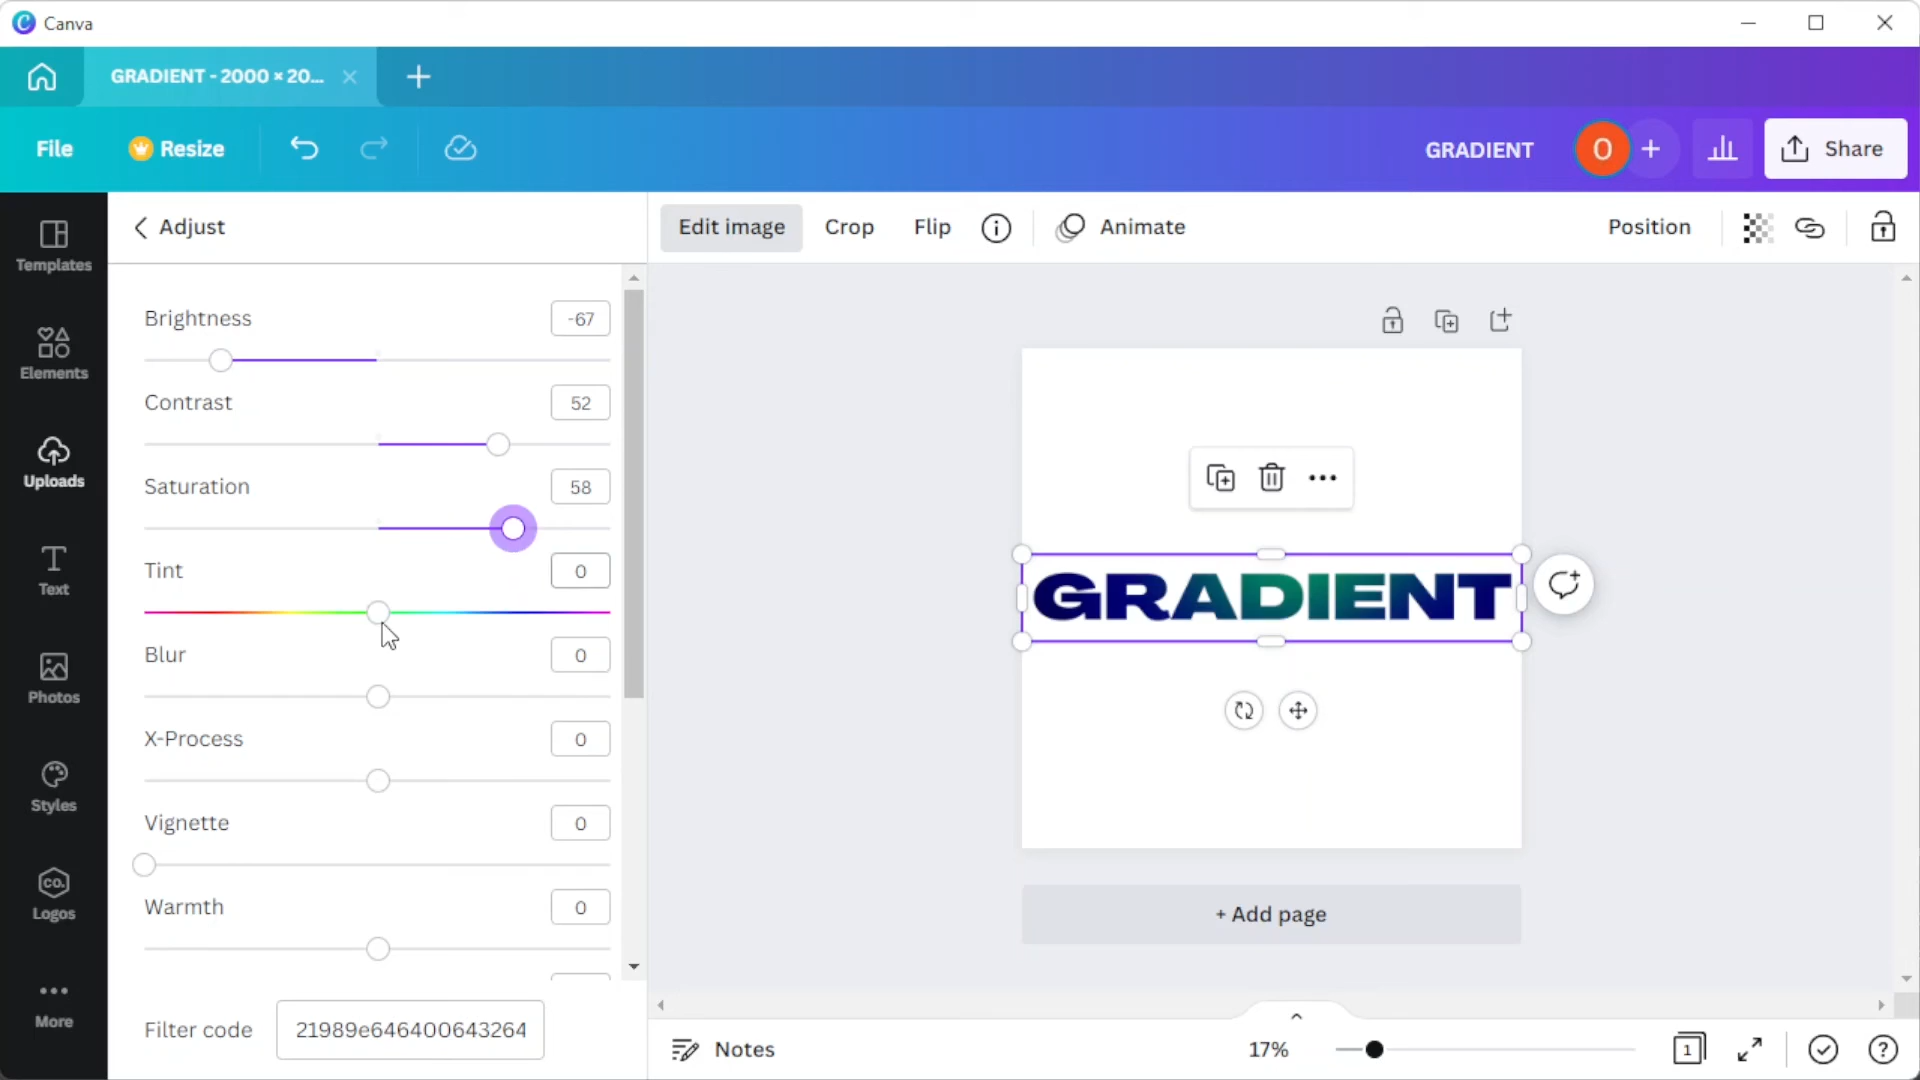 Canva
GRADIENT - 2000 × 20...
File
Resize
GRADIENT
O
Share
Templates
Elements
Uploads
Text
Photos
Styles
CO.
Logos
More
Adjust
Brightness
-67
Contrast
52
Saturation
58
Tint
0
Blur
0
X-Process
0
Vignette
0
Warmth
0
Filter code
21989e646400643264
Edit image
Crop
Flip
Animate
Position
GRADIENT
+ Add page
Notes
17%
1